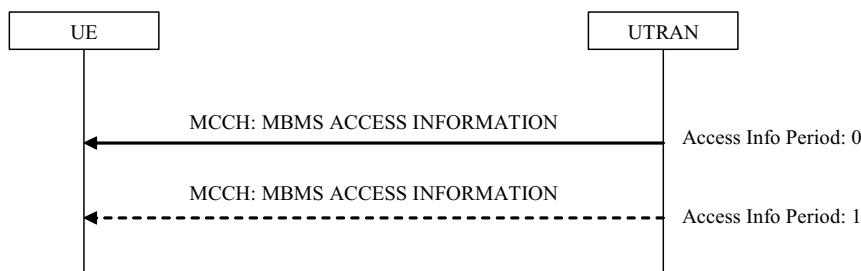 UE
UTRAN
MCCH: MBMS ACCESS INFORMATION
Access Info Period: 0
MCCH: MBMS ACCESS INFORMATION
Access Info Period: 1